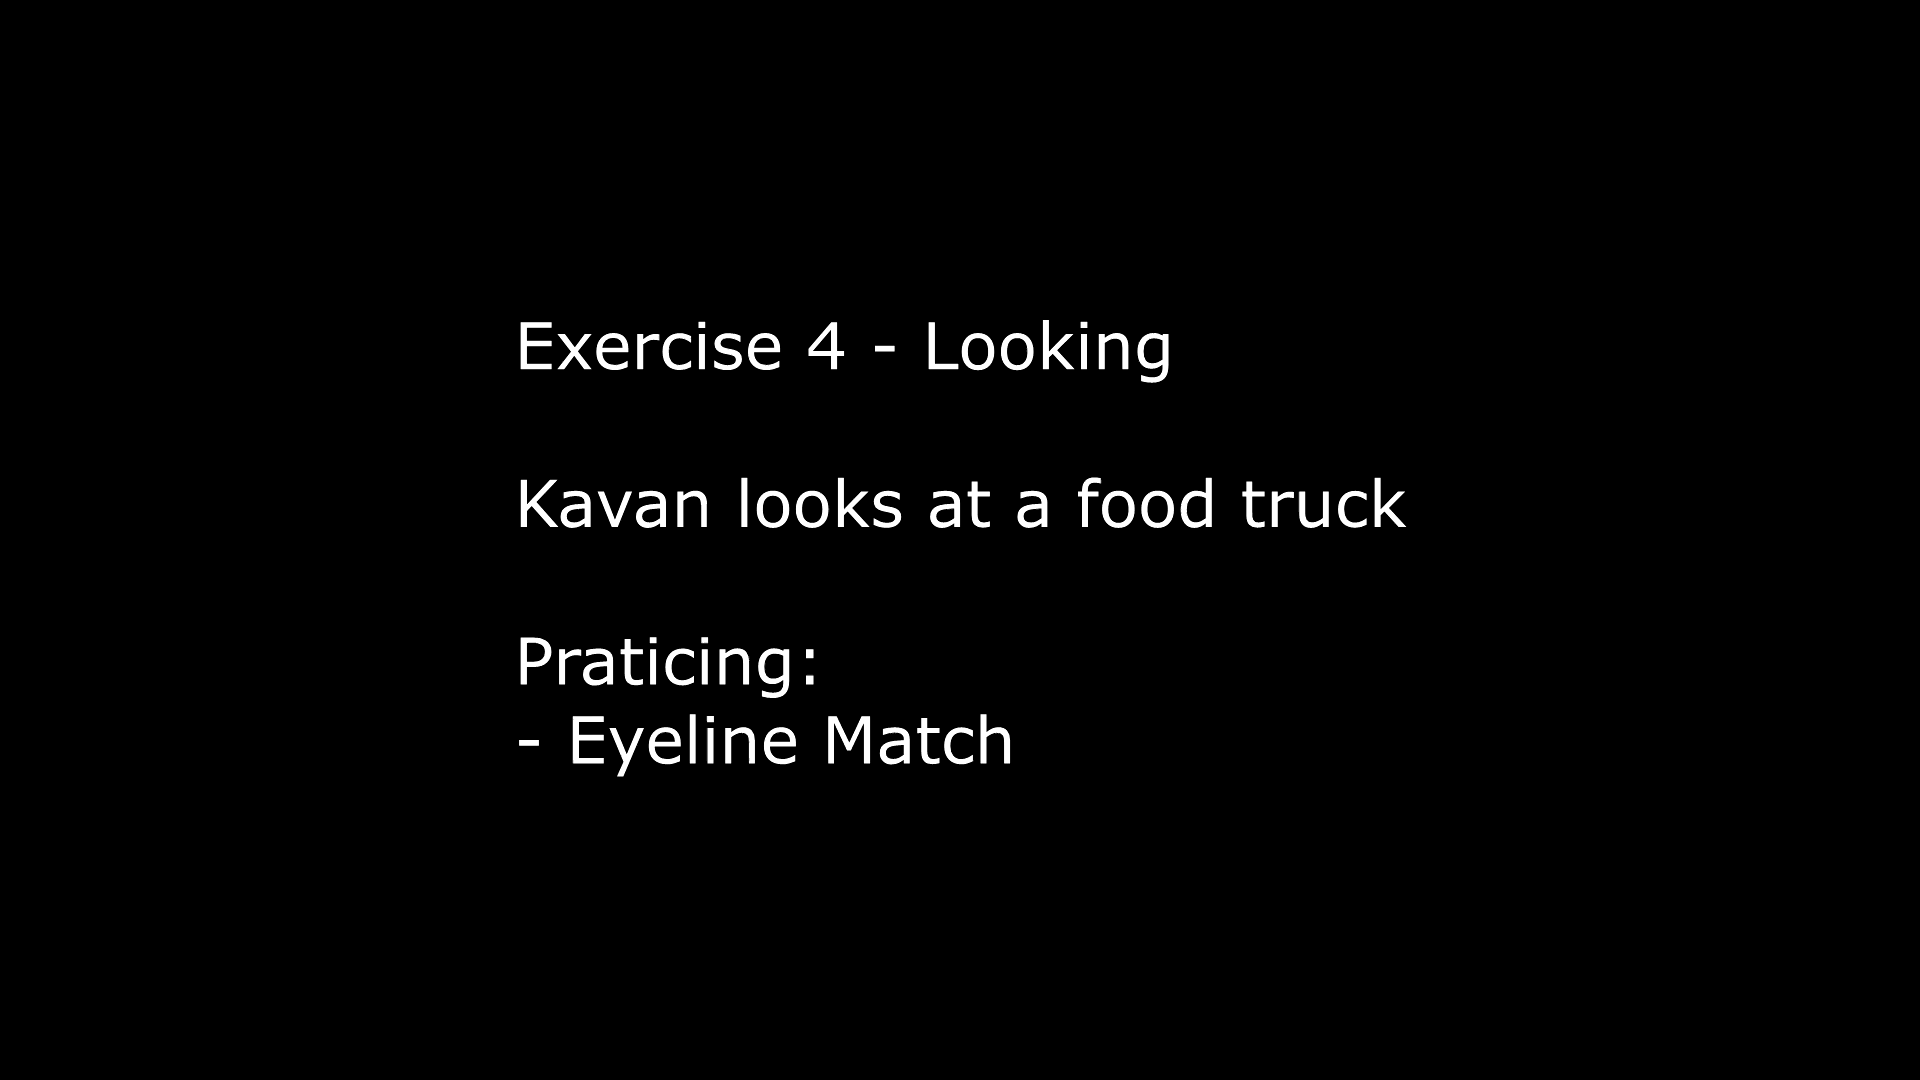 Exercise 4 - Looking
Kavan looks at a food truck
Praticing:
- Eyeline Match